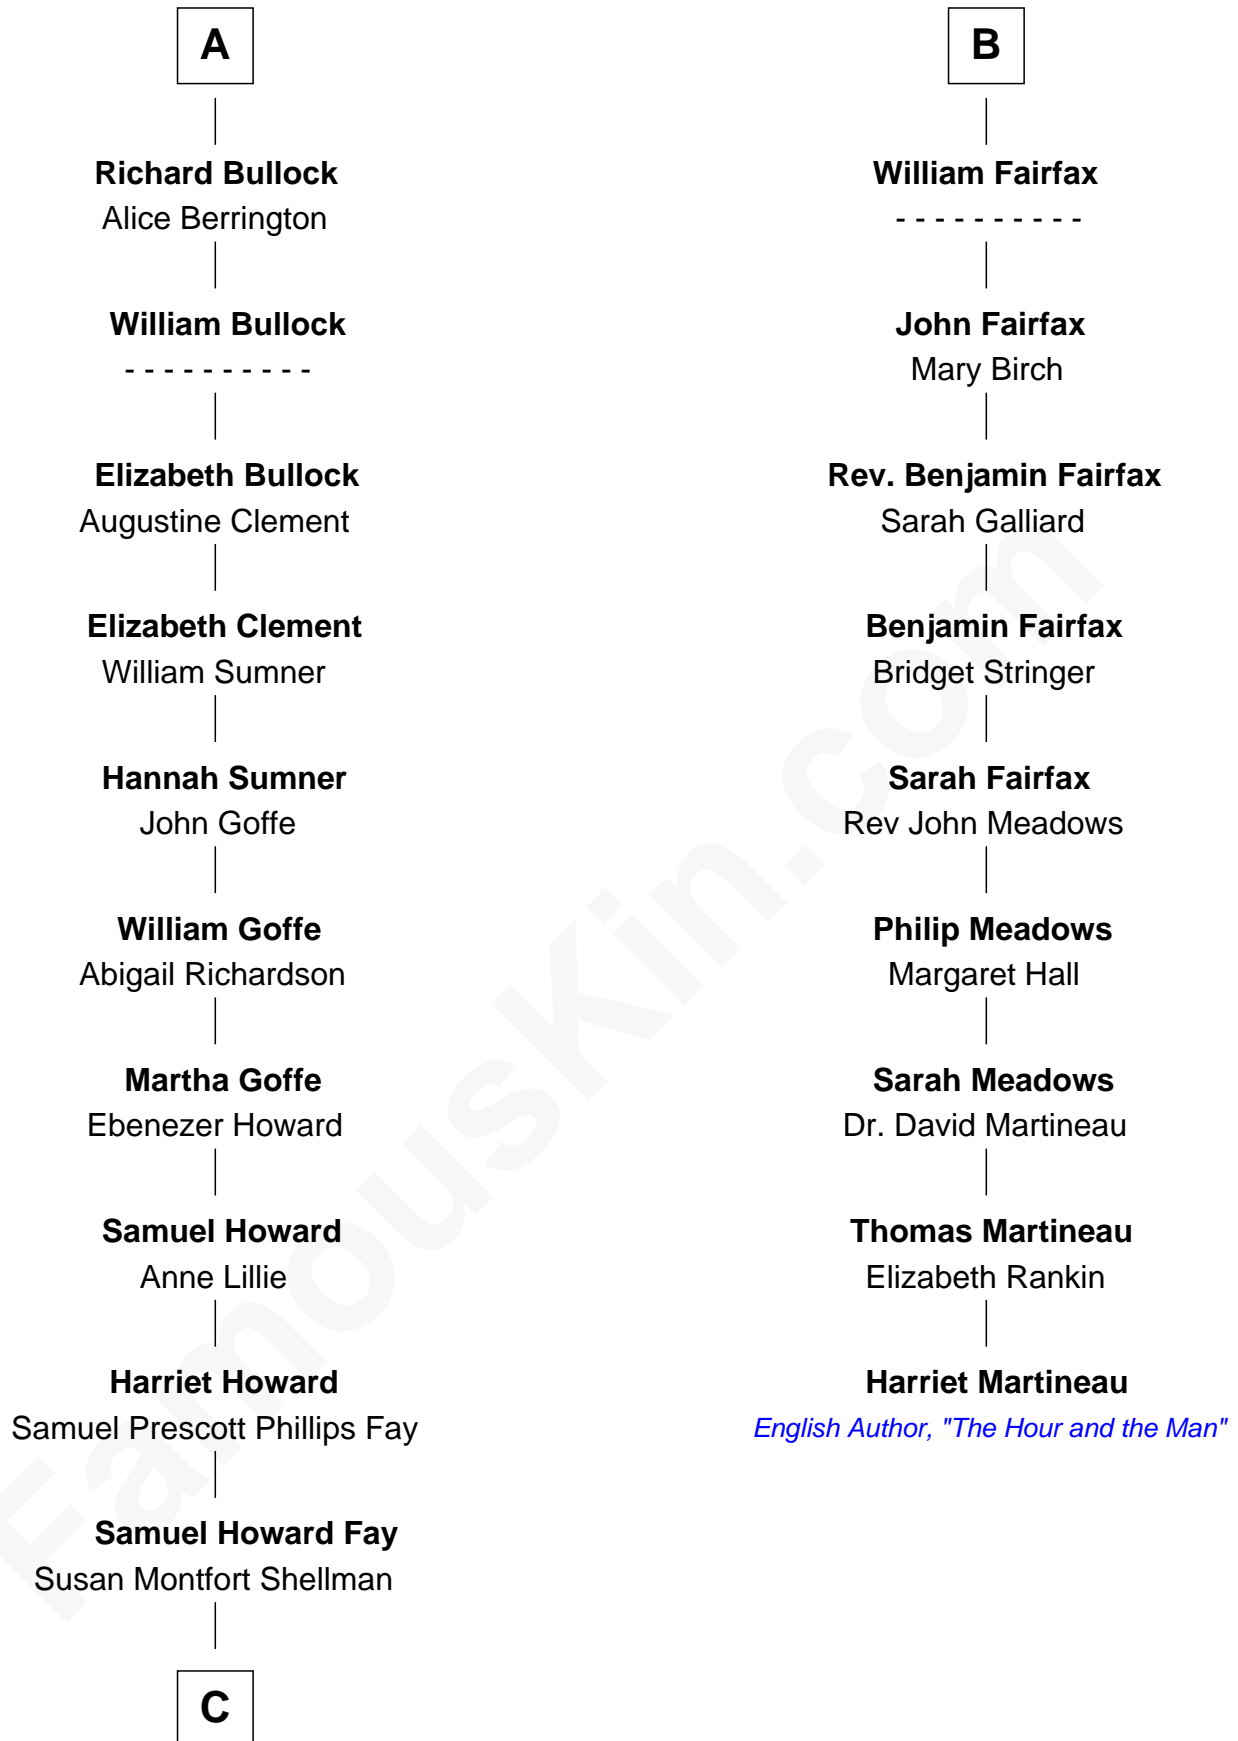 A
Richard Bullock
Alice Berrington
William Bullock
- - - - - - - - - -
Elizabeth Bullock
Augustine Clement
Elizabeth Clement
William Sumner
Hannah Sumner
John Goffe
William Goffe
Abigail Richardson
Martha Goffe
Ebenezer Howard
Samuel Howard
Anne Lillie
Harriet Howard
Samuel Prescott Phillips Fay
Samuel Howard Fay
Susan Montfort Shellman
C
B
William Fairfax
- - - - - - - - - -
John Fairfax
Mary Birch
Rev. Benjamin Fairfax
Sarah Galliard
Benjamin Fairfax
Bridget Stringer
Sarah Fairfax
Rev John Meadows
Philip Meadows
Margaret Hall
Sarah Meadows
Dr. David Martineau
Thomas Martineau
Elizabeth Rankin
Harriet Martineau
English Author, "The Hour and the Man"
FamousKin.com